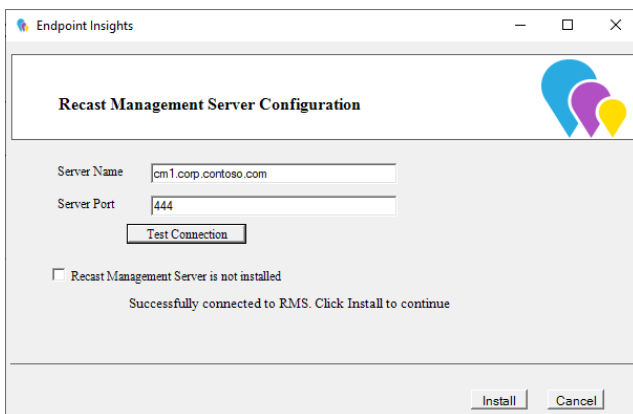 Endpoint Insights
Recast Management Server Configuration
Server Name cm1.corp.contoso.com
Server Port 444
Test Connection
Recast Management Server is not installed
Successfully connected to RMS. Click Install to continue
Install Cancel